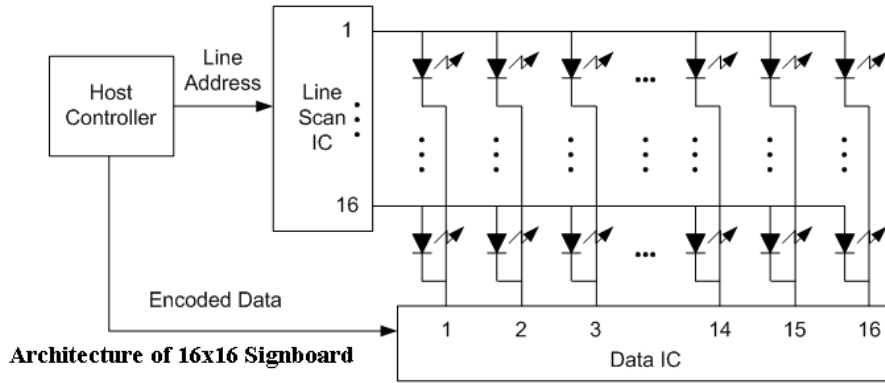 Host
Controller
Line
Address
Line
Scan
IC
1
16
Encoded Data
1 2 3 14 15 16
Data IC
Architecture of 16x16 Signboard